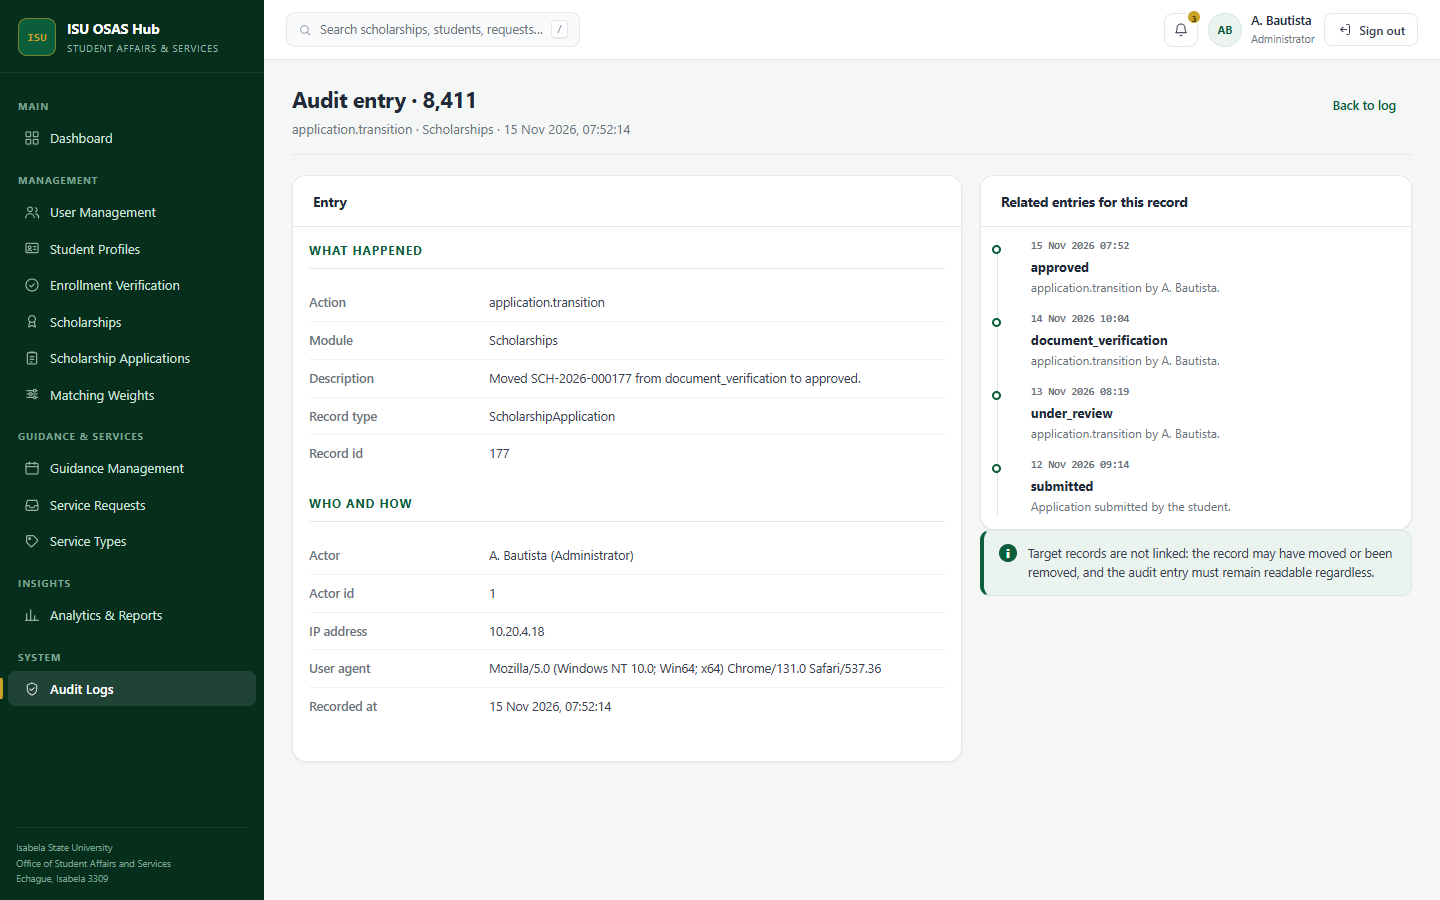 ISU
ISU OSAS Hub
STUDENT AFFAIRS & SERVICES
MAIN
Dashboard
MANAGEMENT
User Management
Student Profiles
Enrollment Verification
Scholarships
Scholarship Applications
Matching Weights
GUIDANCE & SERVICES
Guidance Management
Service Requests
Service Types
INSIGHTS
Analytics & Reports
SYSTEM
Audit Logs
Isabela State University
Office of Student Affairs and Services
Echague, Isabela 3309
Search scholarships, students, requests... /
3
AB
A. Bautista
Administrator
Sign out
Audit entry · 8,411
application.transition · Scholarships · 15 Nov 2026, 07:52:14
Back to log
Entry
WHAT HAPPENED
Action application.transition
Module Scholarships
Description Moved SCH-2026-000177 from document_verification to approved.
Record type ScholarshipApplication
Record id 177
WHO AND HOW
Actor A. Bautista (Administrator)
Actor id 1
IP address 10.20.4.18
User agent Mozilla/5.0 (Windows NT 10.0; Win64; x64) Chrome/131.0 Safari/537.36
Recorded at 15 Nov 2026, 07:52:14
Related entries for this record
15 Nov 2026 07:52
approved
application.transition by A. Bautista.
14 Nov 2026 10:04
document_verification
application.transition by A. Bautista.
13 Nov 2026 08:19
under_review
application.transition by A. Bautista.
12 Nov 2026 09:14
submitted
Application submitted by the student.
Target records are not linked: the record may have moved or been
removed, and the audit entry must remain readable regardless.